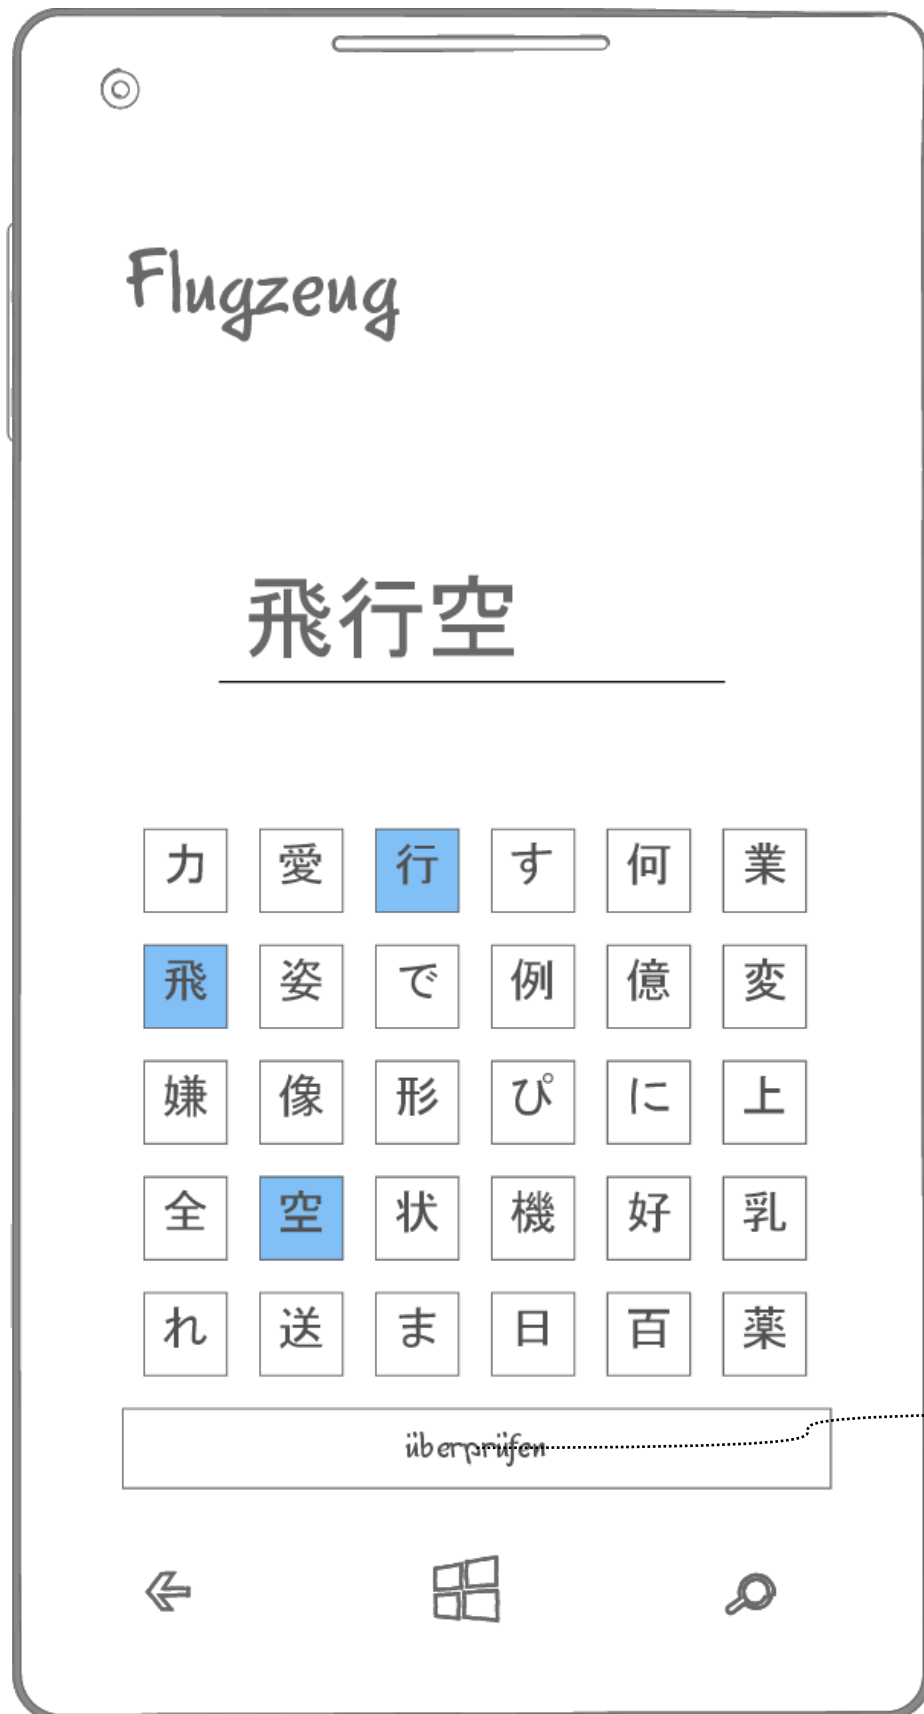 Flugzeug
飛行空
力 愛 行 す 何 業
飛 姿 で 例 億 変
嫌 像 形 ぴ に 上
全 空 状 機 好 乳
れ 送 ま 日 百 薬
überprüfen